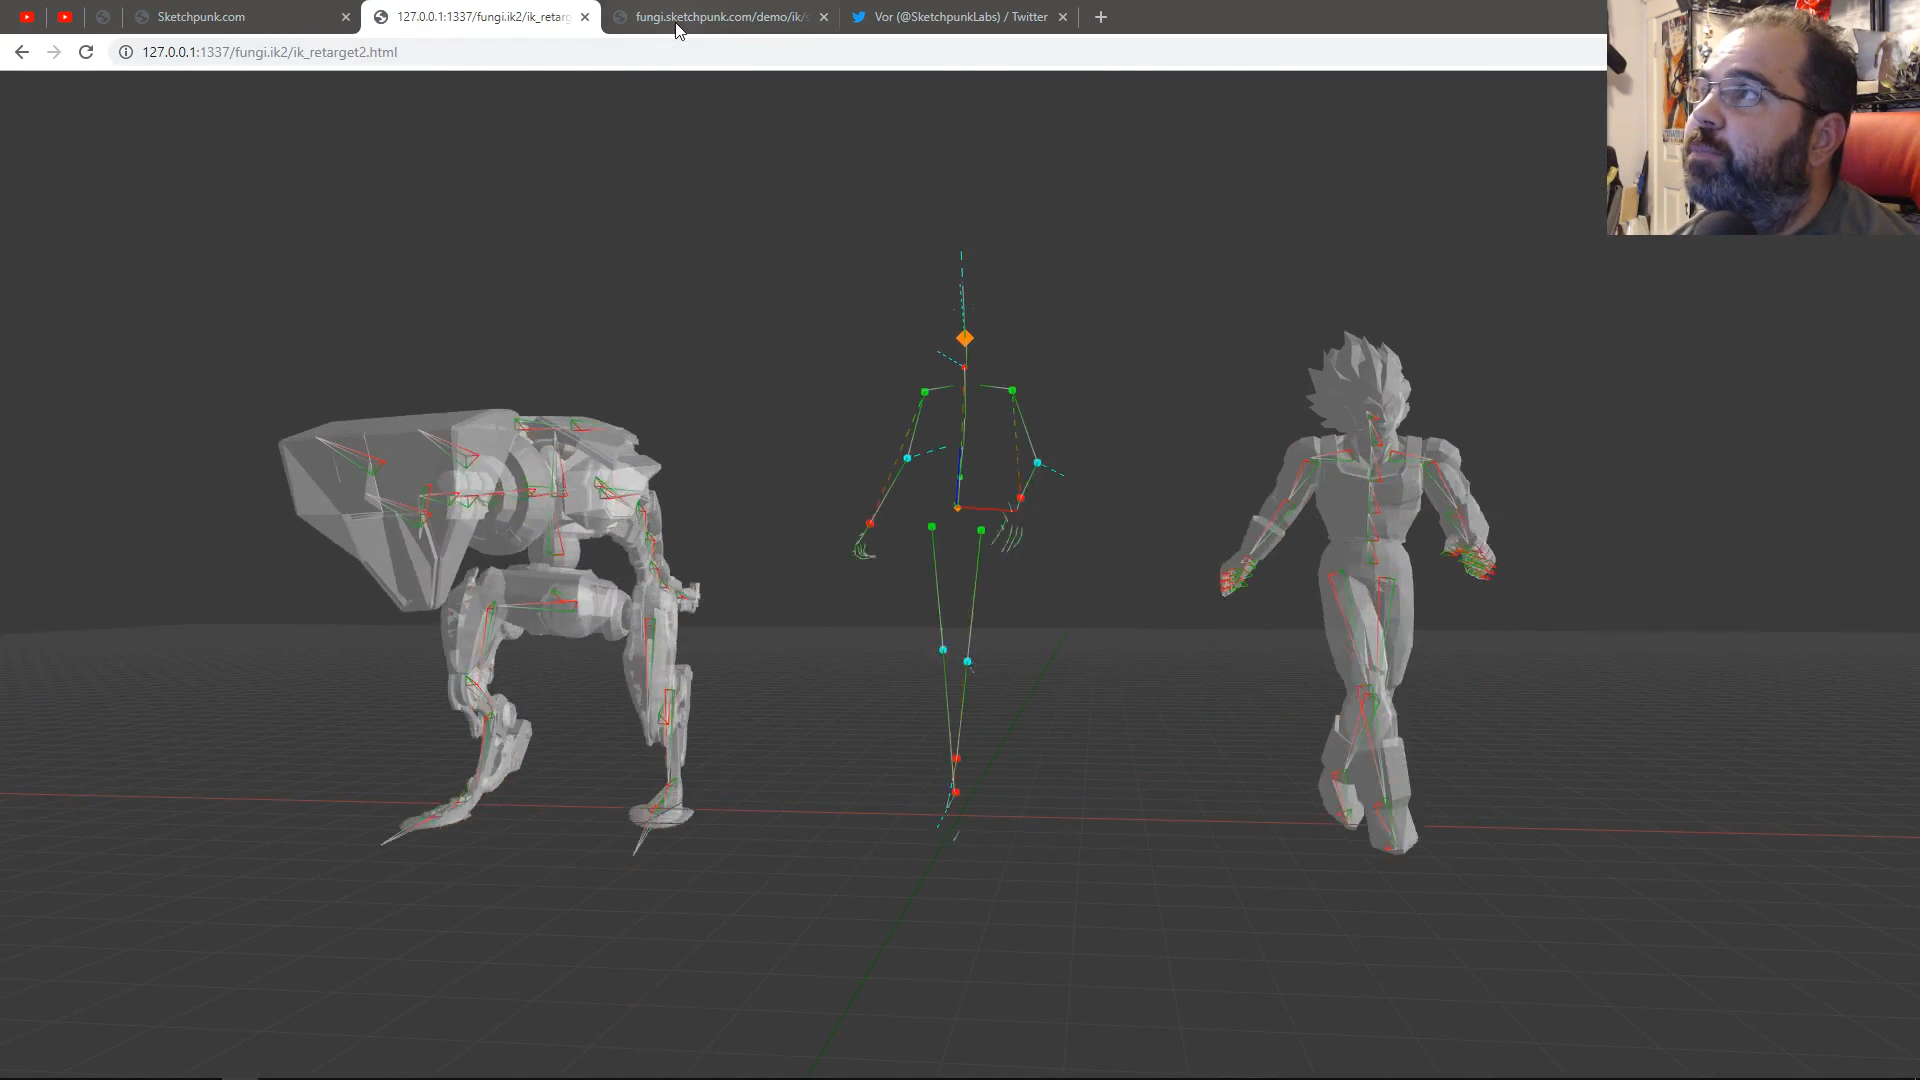 Sketchpunk.com
127.0.0.1:1337/fungi.ik2/ik_retarg
fungi.sketchpunk.com/demo/ik/s
Vor (@SketchpunkLabs) / Twitter
127.0.0.1:1337/fungi.ik2/ik_retarget2.html